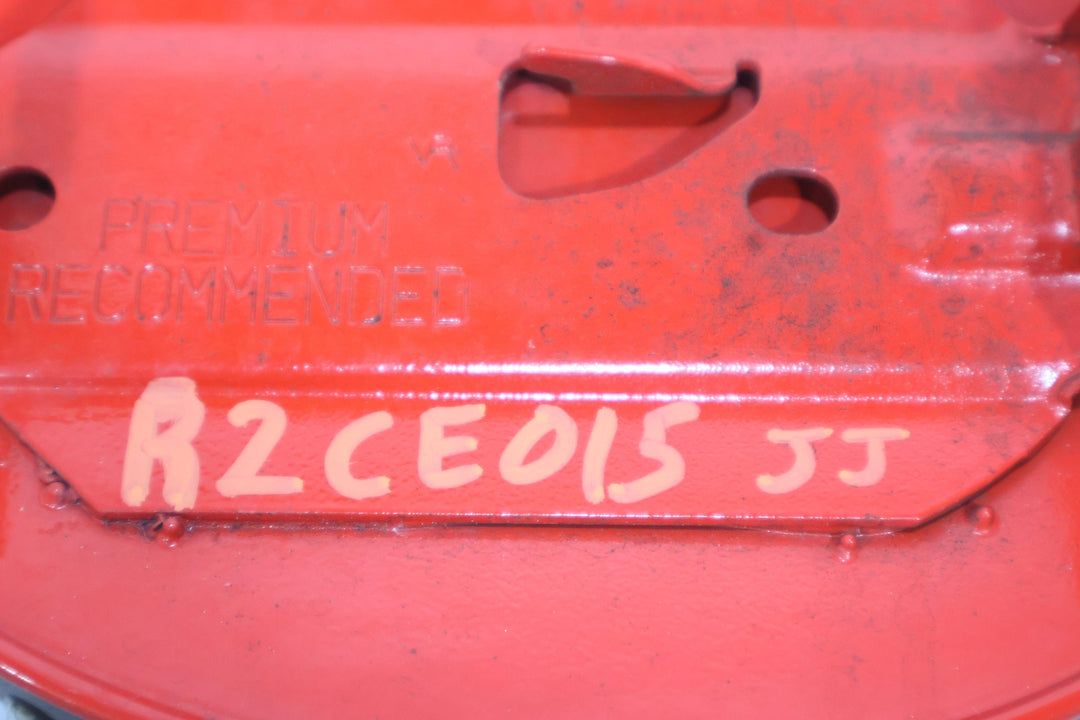 PREMIUM
RECOMMENDED
R2CE015 JJ